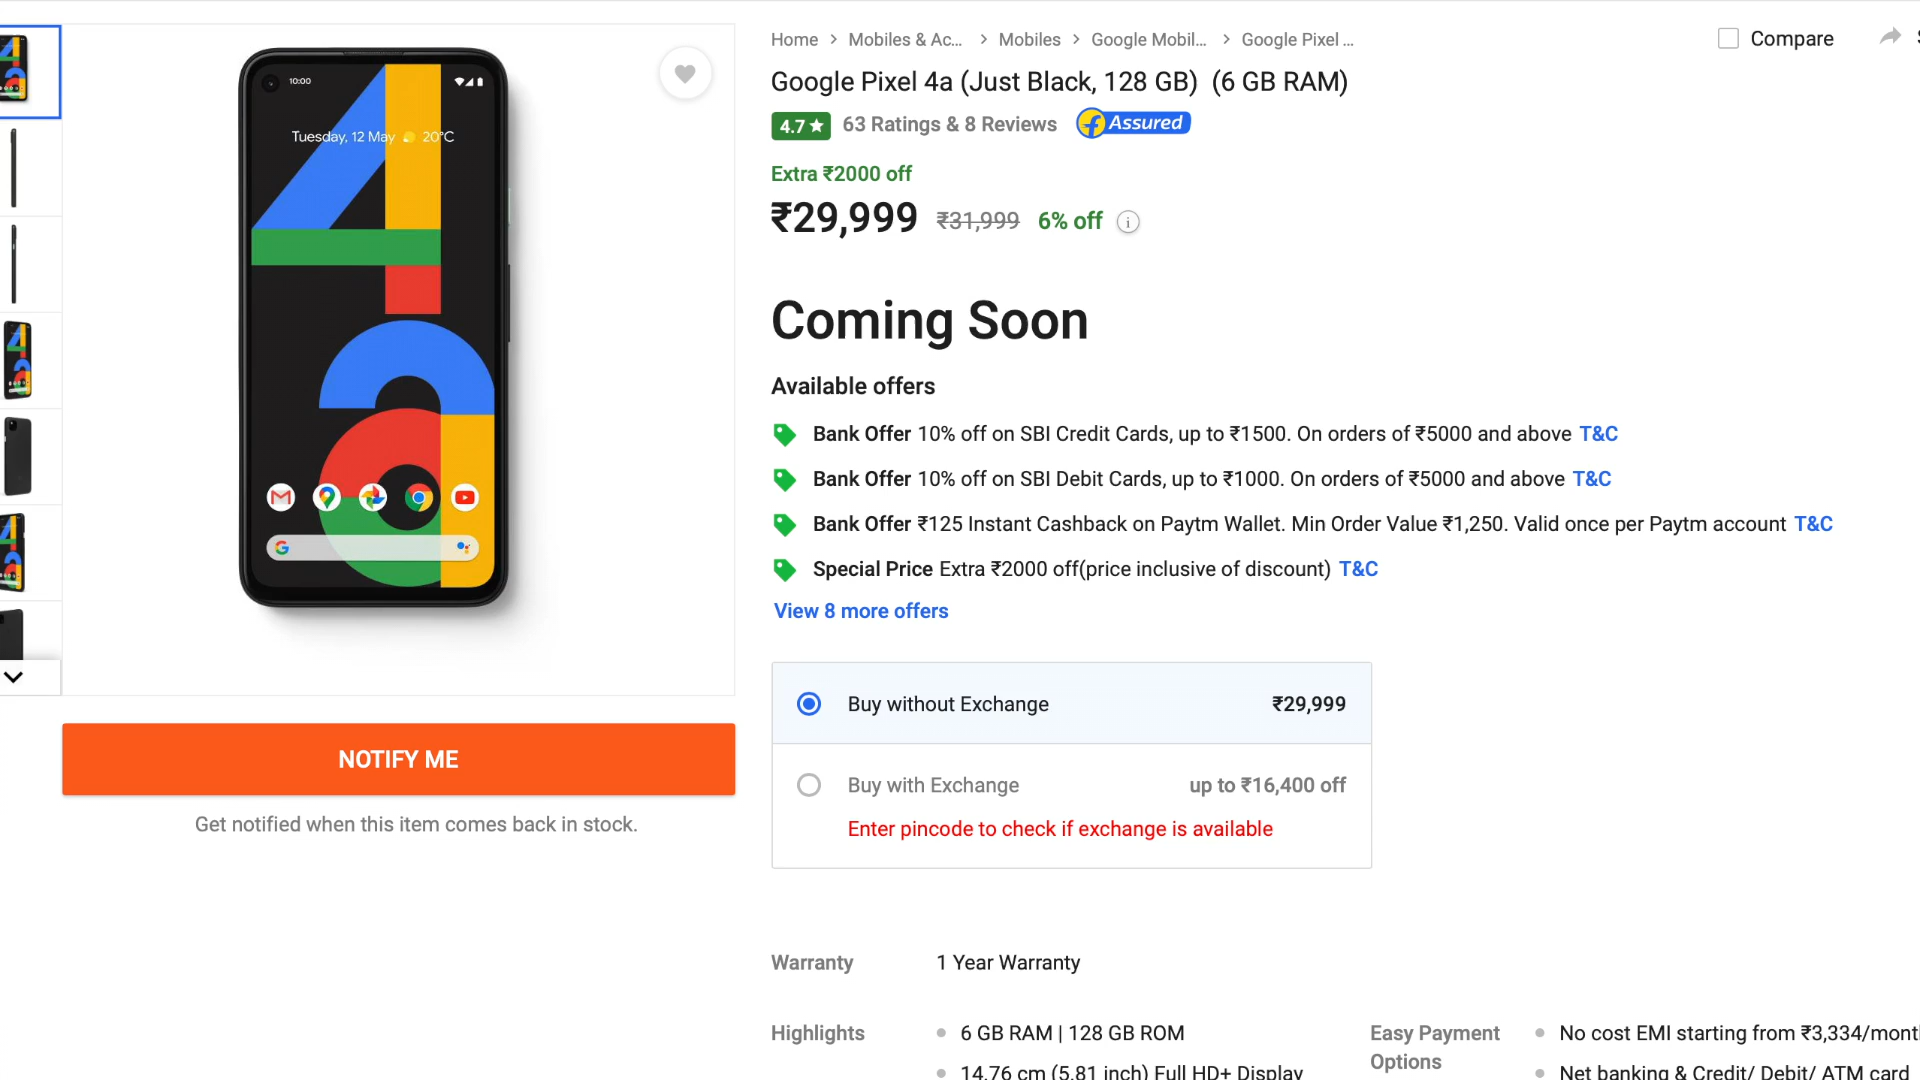 Home > Mobiles & Ac... > Mobiles > Google Mobil... > Google Pixel ...
Compare
Google Pixel 4a (Just Black, 128 GB) (6 GB RAM)
4.7★ 63 Ratings & 8 Reviews f Assured
Extra ₹2000 off
₹29,999 ₹31,999 6% off i
Coming Soon
Available offers
Bank Offer 10% off on SBI Credit Cards, up to ₹1500. On orders of ₹5000 and above T&C
Bank Offer 10% off on SBI Debit Cards, up to ₹1000. On orders of ₹5000 and above T&C
Bank Offer ₹125 Instant Cashback on Paytm Wallet. Min Order Value ₹1,250. Valid once per Paytm account T&C
Special Price Extra ₹2000 off(price inclusive of discount) T&C
View 8 more offers
Buy without Exchange ₹29,999
Buy with Exchange up to ₹16,400 off
Enter pincode to check if exchange is available
10:00
Tuesday, 12 May 20°C
NOTIFY ME
Get notified when this item comes back in stock.
Warranty 1 Year Warranty
Highlights
6 GB RAM | 128 GB ROM
14.76 cm (5.81 inch) Full HD+ Display
Easy Payment
Options
No cost EMI starting from ₹3,334/mont
Net banking & Credit/ Debit/ ATM card